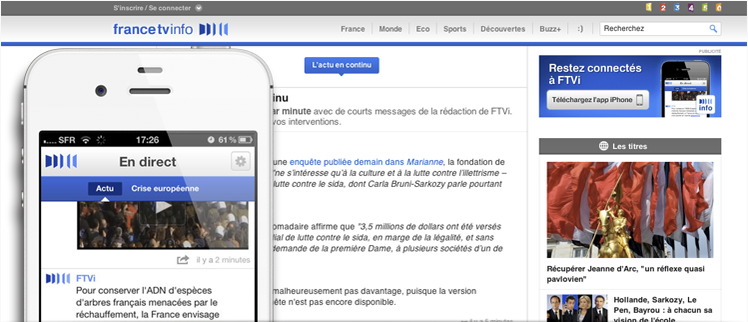 S'inscrire / Se connecter
1 2 3 4 5 ô
francetvinfo
France Monde Eco Sports Découvertes Buzz+ :)
Recherchez
L'actu en continu
PUBLICITÉ
Restez connectés
à FTVi
Téléchargez l'app iPhone
info
nu
ar minute avec de courts messages de la rédaction de FTVi.
vos interventions.
une enquête publiée demain dans Marianne, la fondation de
"ne s'intéresse qu'à la culture et à la lutte contre l'illettrisme –
lutte contre le sida, dont Carla Bruni-Sarkozy parle pourtant
omadaire affirme que "3,5 millions de dollars ont été versés
dial de lutte contre le sida, en marge de la légalité, et sans
demande de la première Dame, à plusieurs sociétés d'un de
malheureusement pas davantage, puisque la version
ête n'est pas encore disponible.
il y a 6 minutes
.... SFR 17:26 61 %
En direct
Actu Crise européenne
il y a 2 minutes
FTVi
Pour conserver l'ADN d'espèces
d'arbres français menacées par le
réchauffement, la France envisage
Les titres
Récupérer Jeanne d'Arc, "un réflexe quasi
pavlovien"
Hollande, Sarkozy, Le
Pen, Bayrou : à chacun sa
vision de l'école